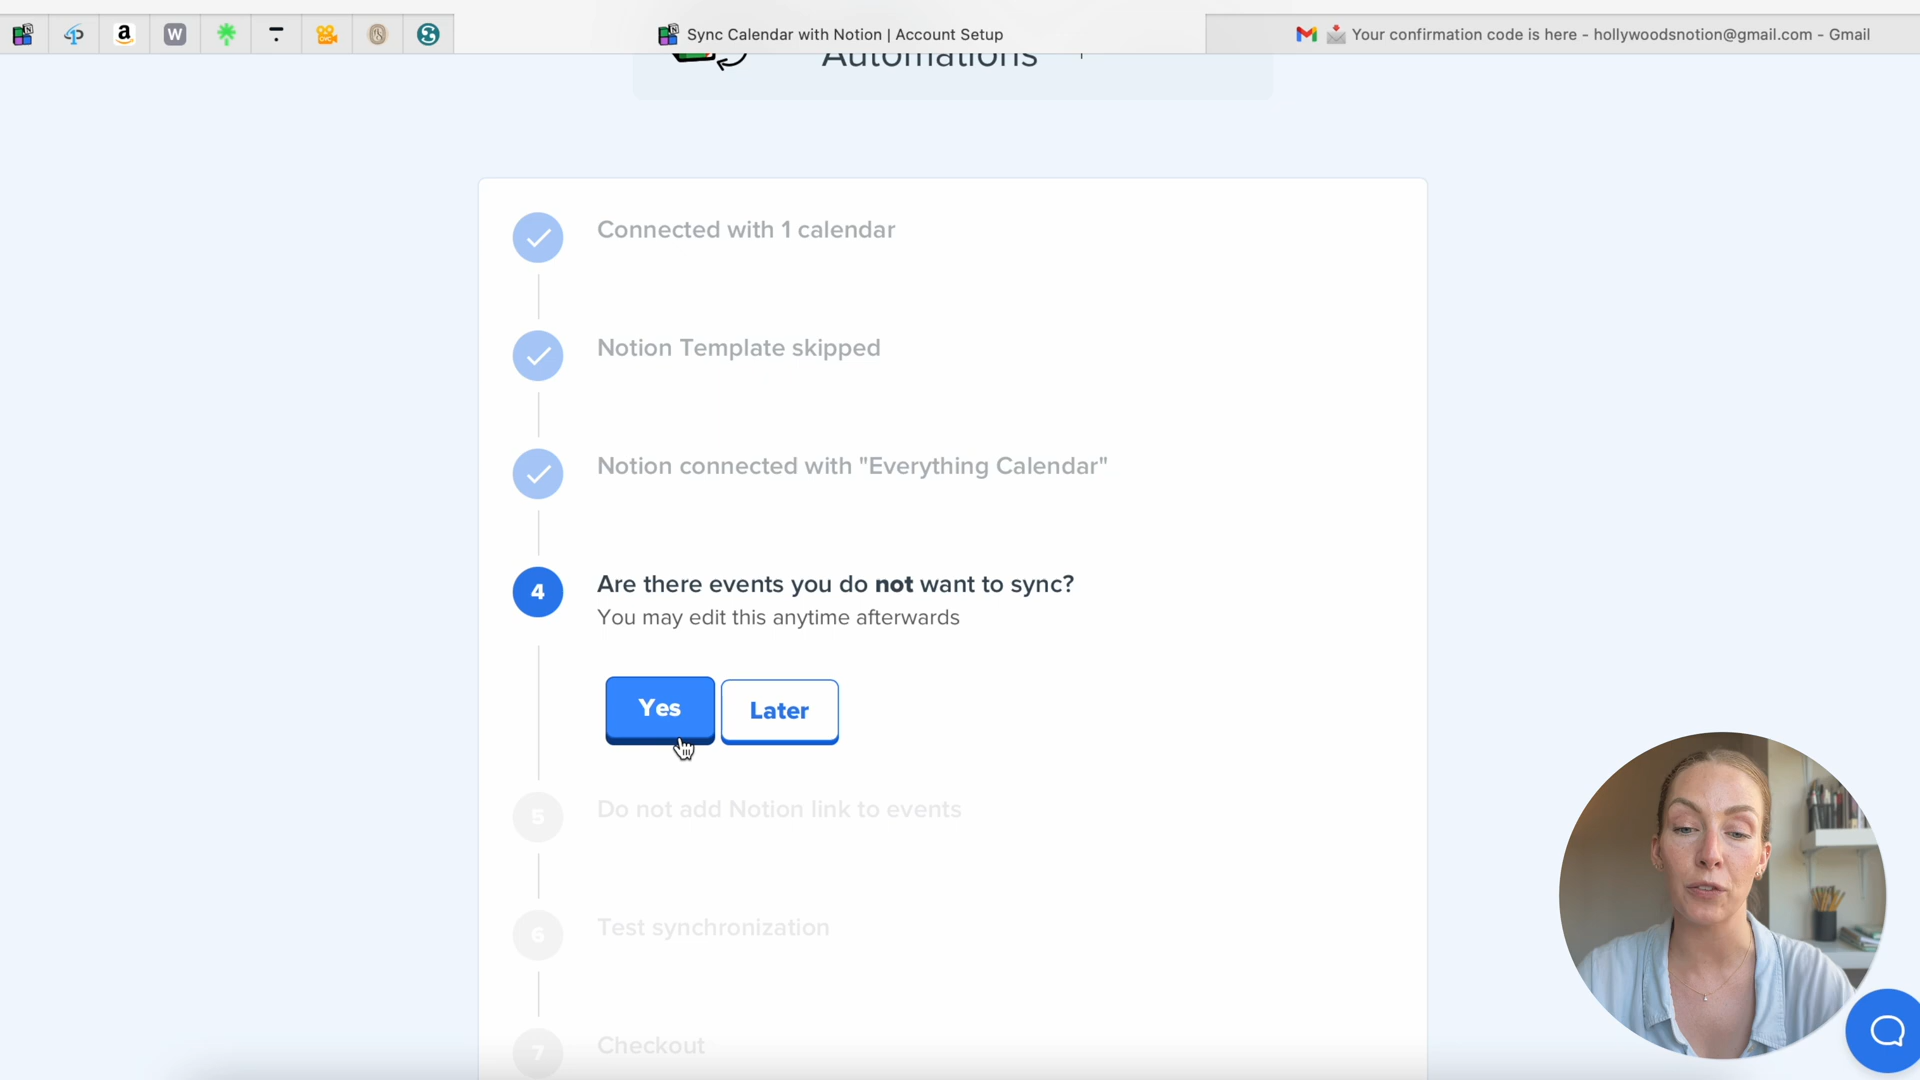 a
W
Sync Calendar with Notion | Account Setup
Your confirmation code is here - hollywoodsnotion@gmail.com - Gmail
Automations
Connected with 1 calendar
Notion Template skipped
Notion connected with "Everything Calendar"
4
Are there events you do not want to sync?
You may edit this anytime afterwards
Yes
Later
5
Do not add Notion link to events
6
Test synchronization
7
Checkout